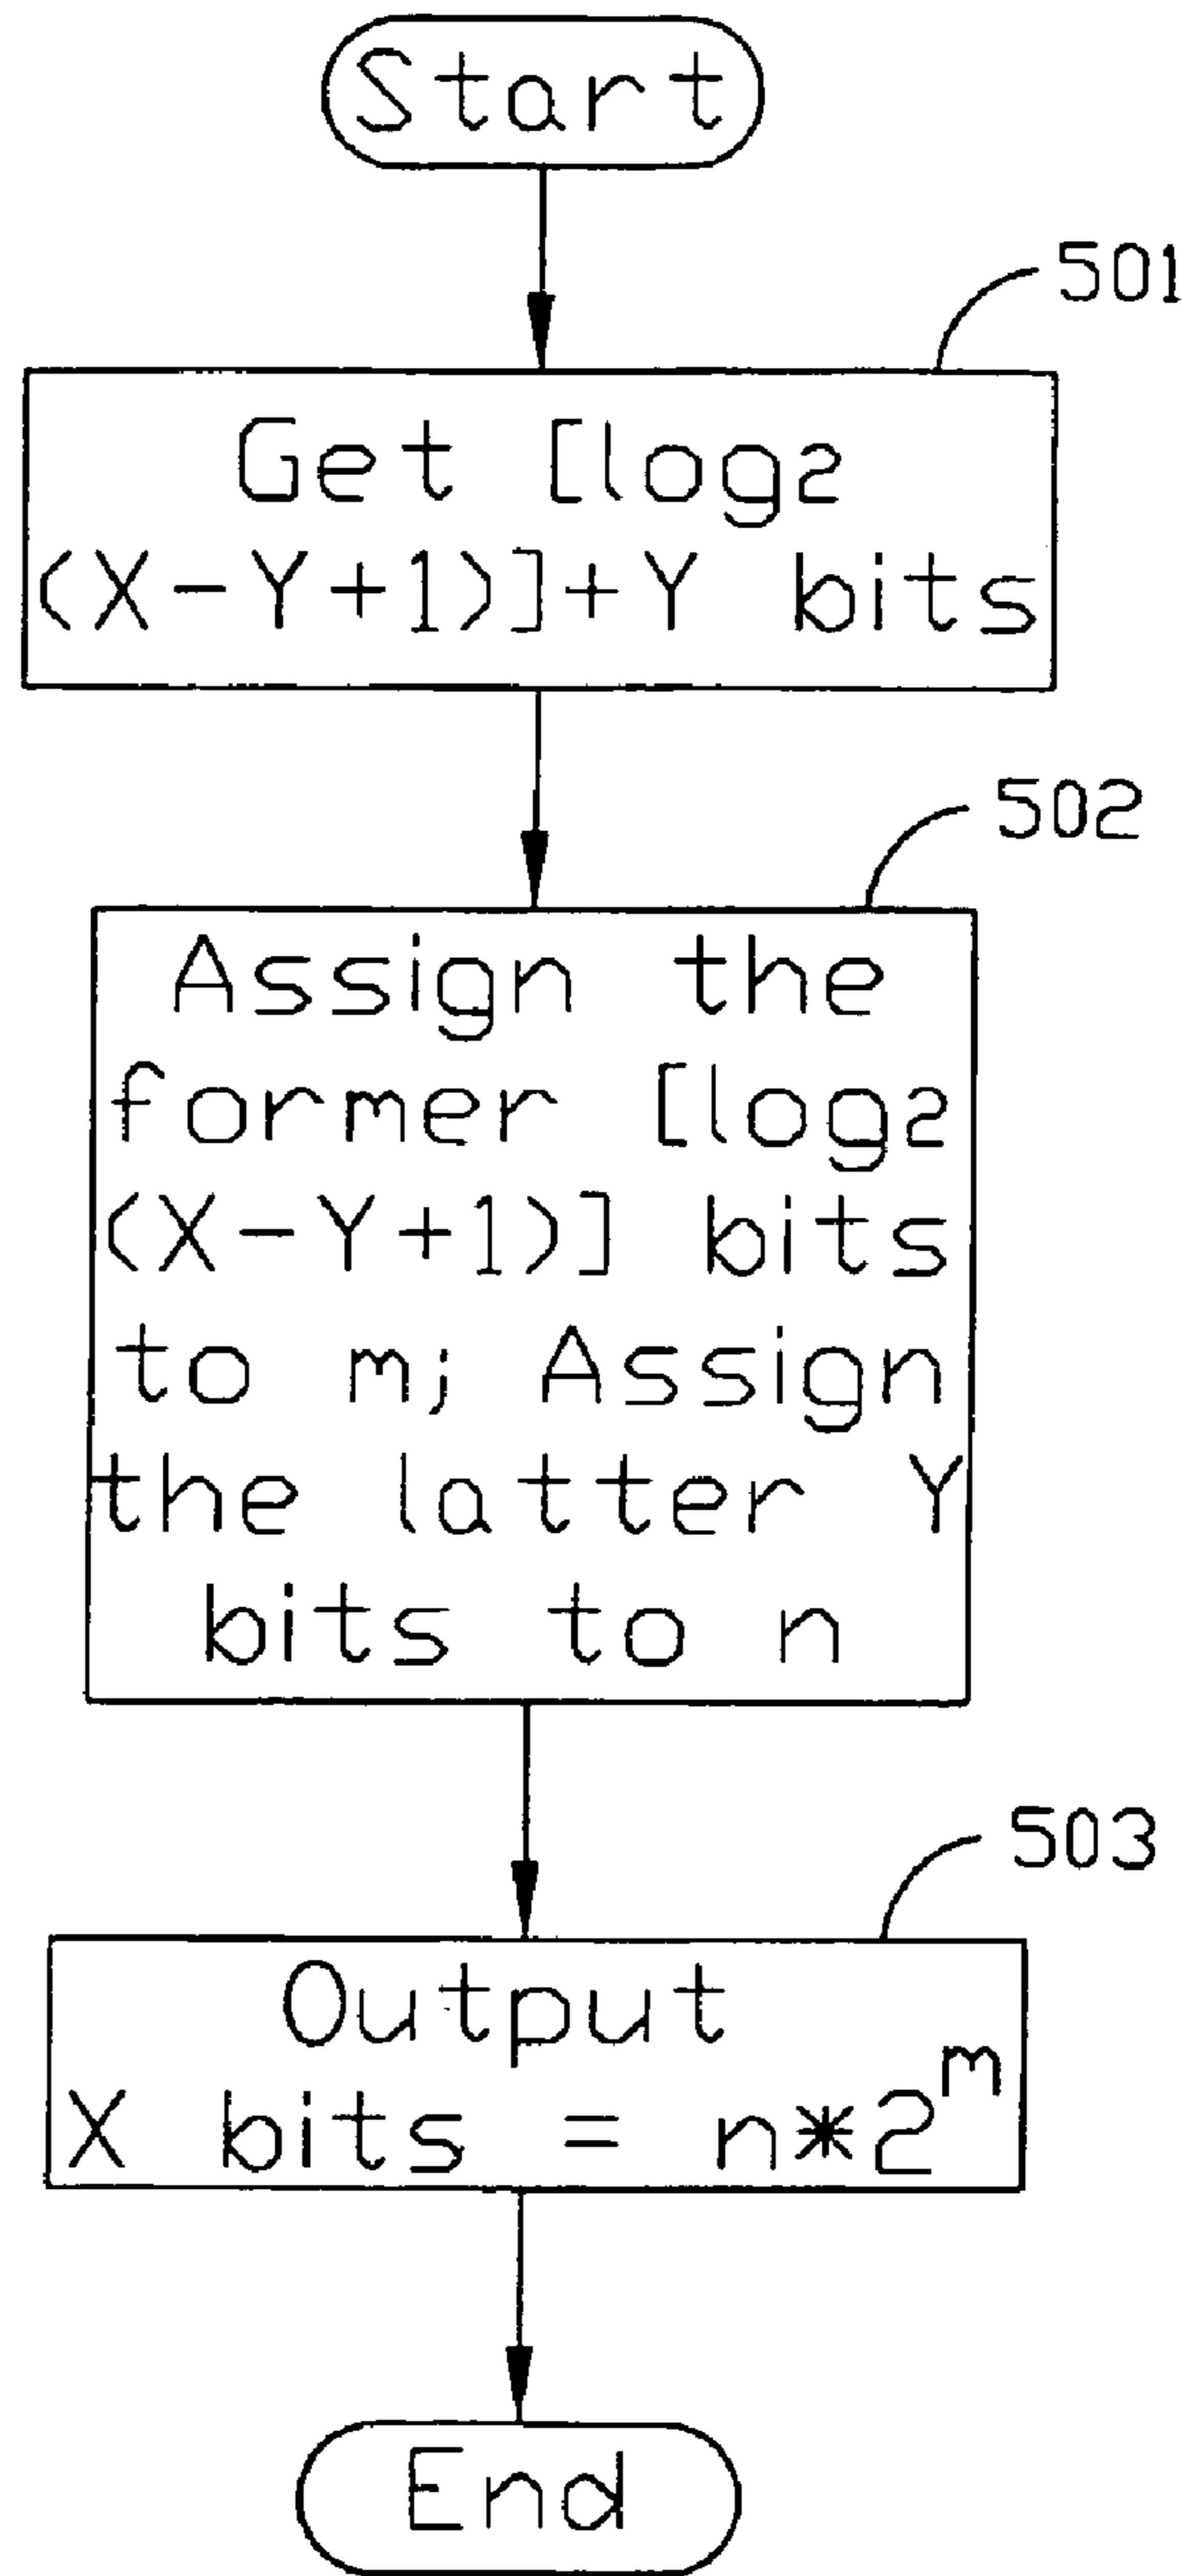 Start
501
Get [log₂
(X-Y+1)]+Y bits
502
Assign the
former [log₂
(X-Y+1)] bits
to m; Assign
the latter Y
bits to n
503
Output
X bits = n*2ᵐ
End